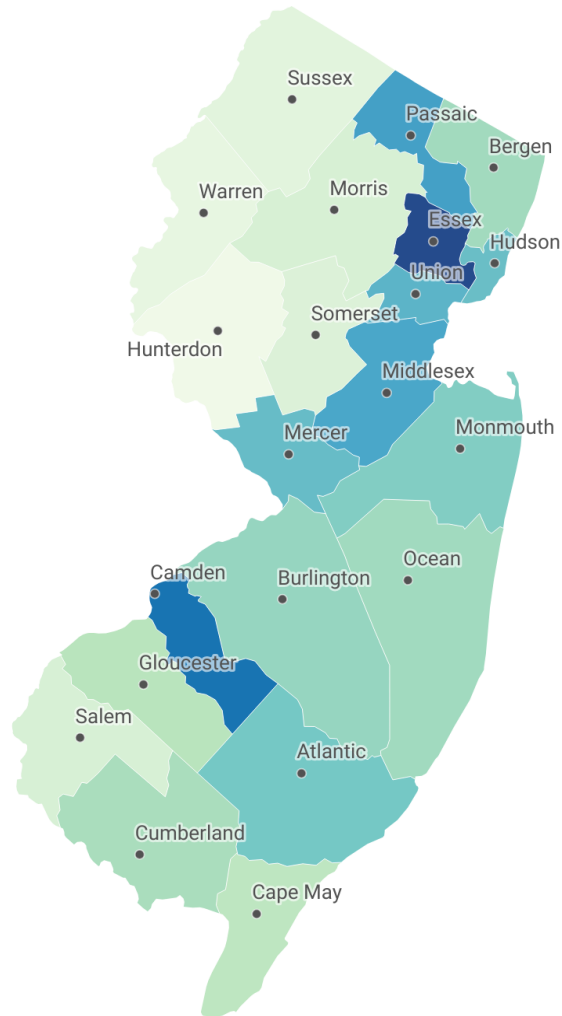 Sussex
Passaic
Bergen
Warren
Morris
Essex
Hudson
Union
Somerset
Hunterdon
Middlesex
Mercer
Monmouth
Ocean
Camden
Burlington
Gloucester
Salem
Atlantic
Cumberland
Cape May